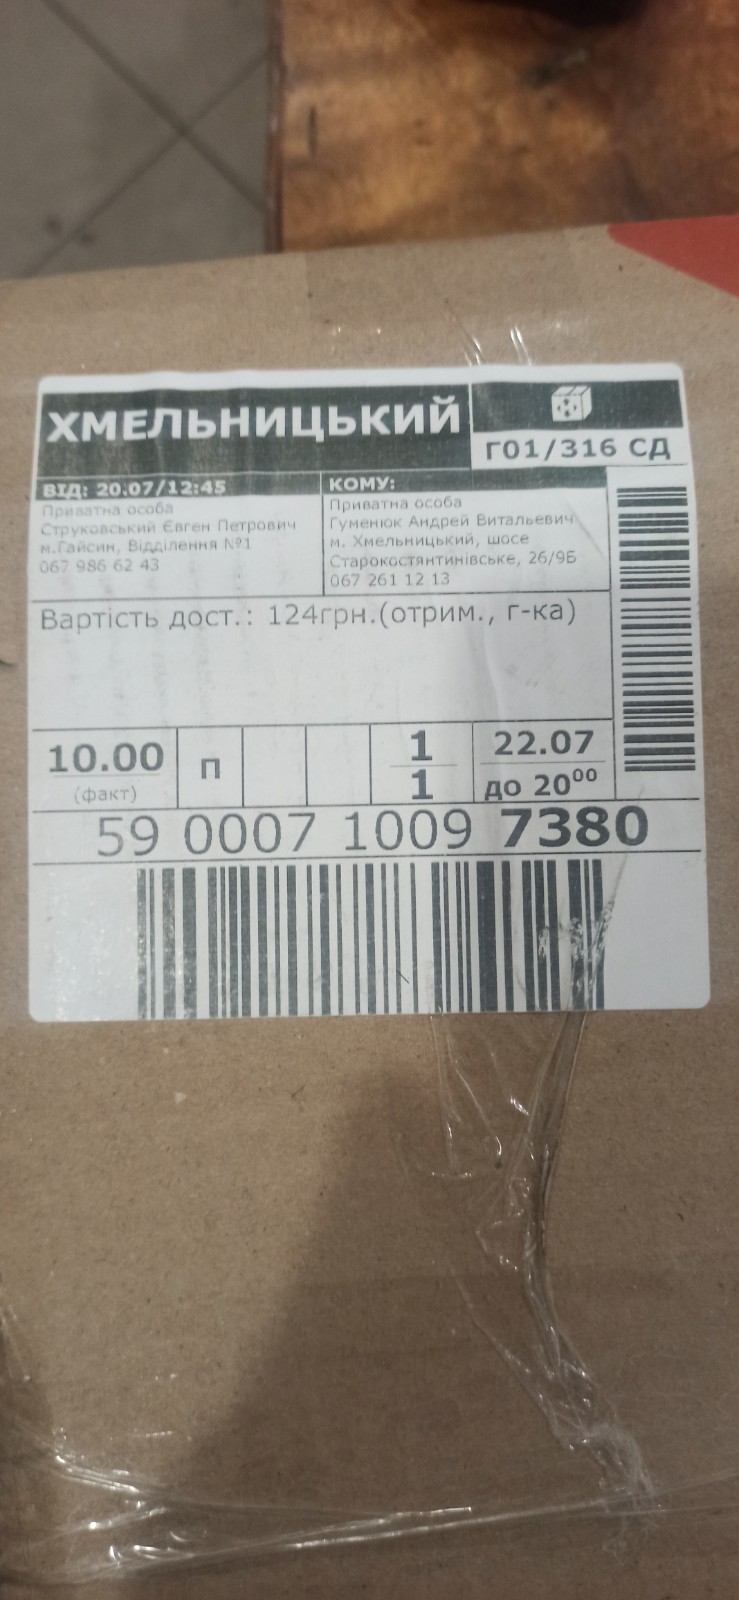 ХМЕЛЬНИЦЬКИЙ
Г01/316 СД
ВІД: 20.07/12:45
Приватна особа
Струковський Євген Петрович
м.Гайсин, Відділення №1
067 986 62 43
КОМУ:
Приватна особа
Гуменюк Андрей Витальевич
м. Хмельницький, шосе
Старокостянтинівське, 26/9Б
067 261 12 13
Вартість дост.: 124грн.(отрим., г-ка)
10.00
(факт)
П
1
1
22.07
до 20⁰⁰
59 0007 1009 7380